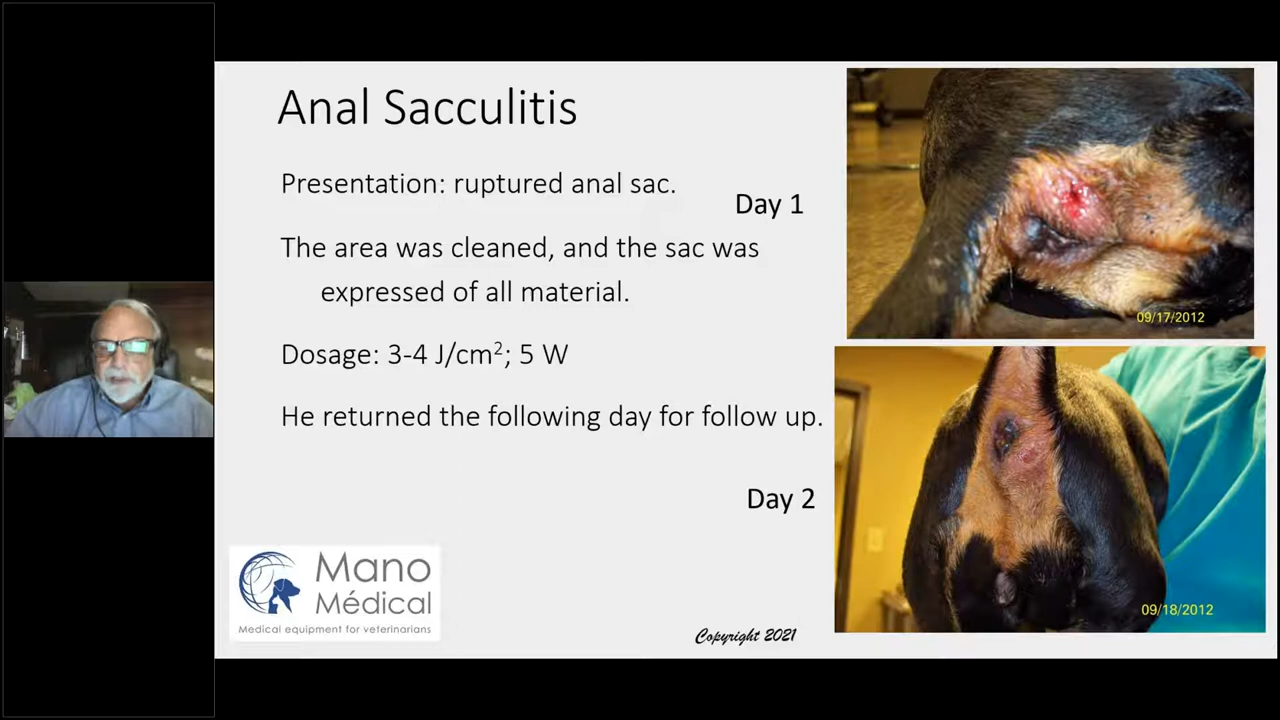 Anal Sacculitis
Presentation: ruptured anal sac.
Day 1
The area was cleaned, and the sac was
expressed of all material.
09/17/2012
Dosage: 3-4 J/cm²; 5 W
He returned the following day for follow up.
Day 2
09/18/2012
Mano
Médical
Medical equipment for veterinarians
Copyright 2021